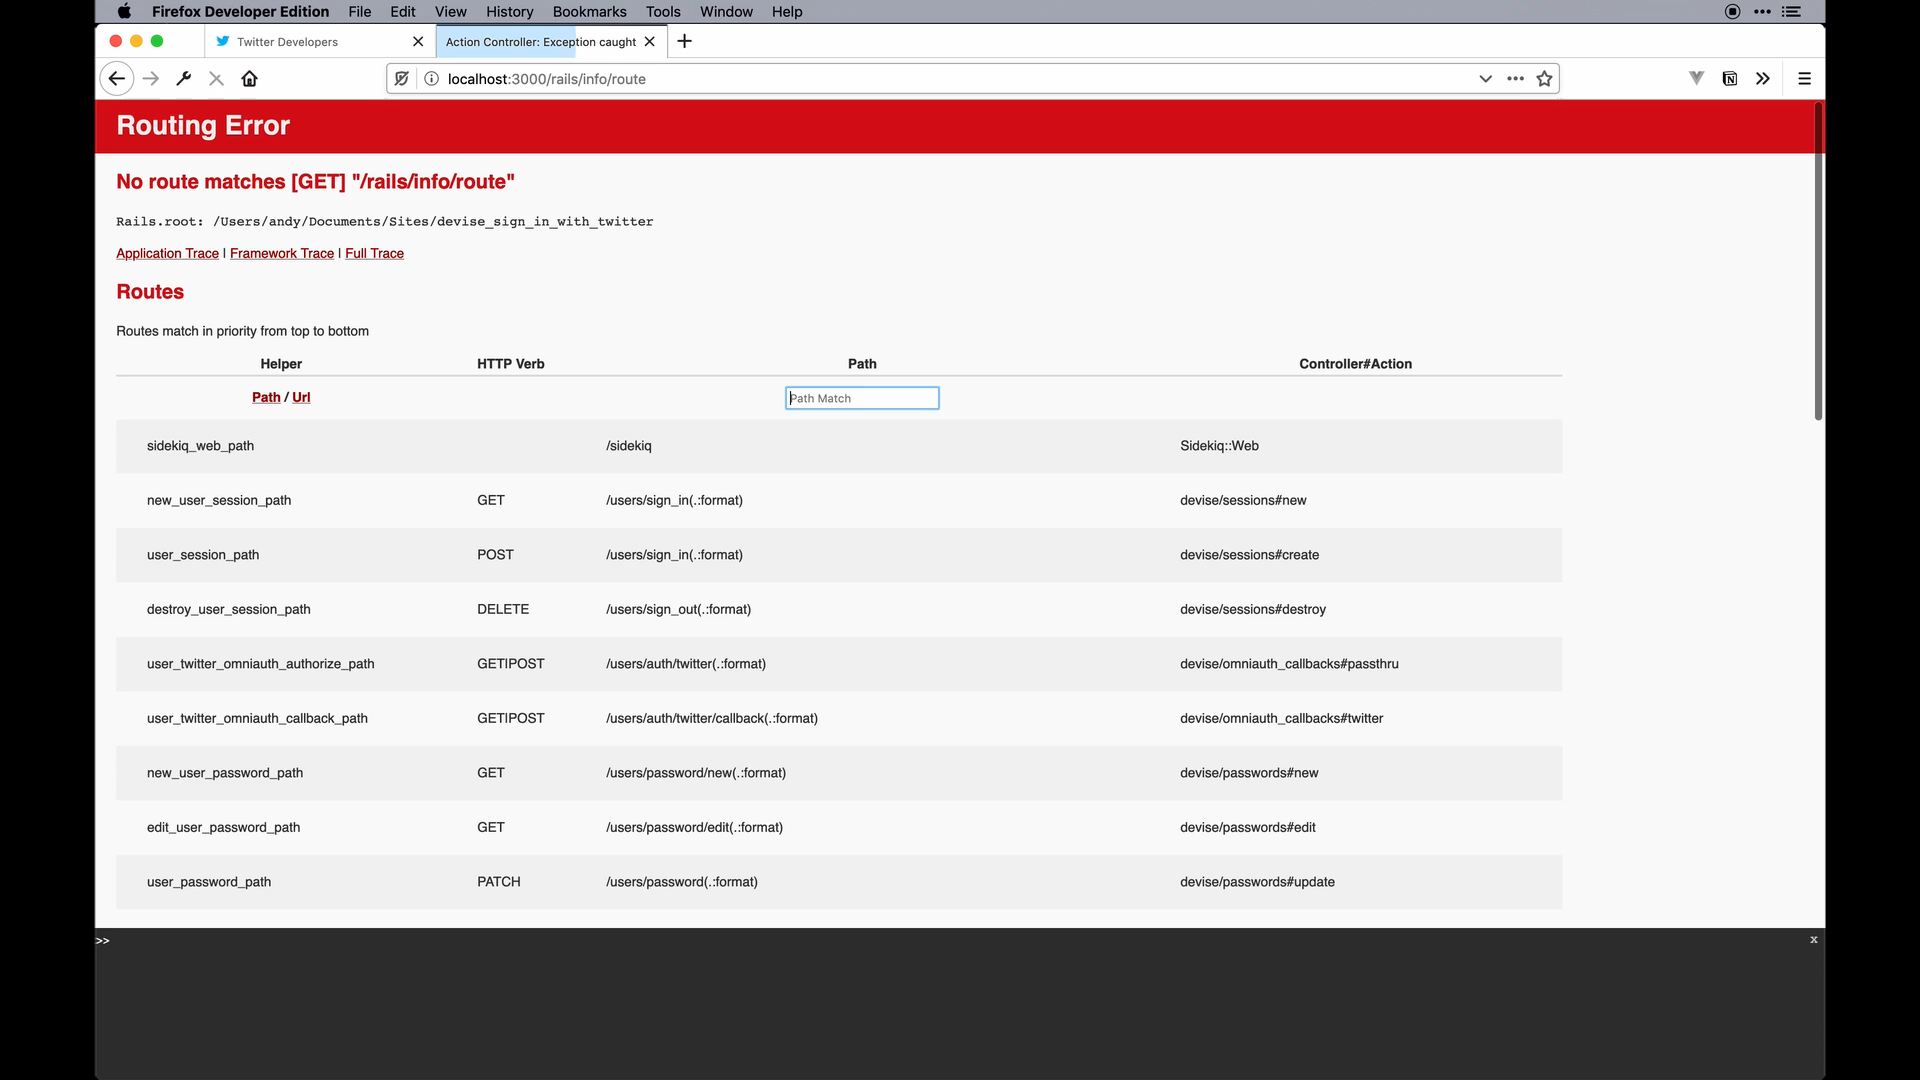 Firefox Developer Edition File Edit View History Bookmarks Tools Window Help
Twitter Developers
Action Controller: Exception caught
localhost:3000/rails/info/route
Routing Error
No route matches [GET] "/rails/info/route"
Rails.root: /Users/andy/Documents/Sites/devise_sign_in_with_twitter
Application Trace | Framework Trace | Full Trace
Routes
Routes match in priority from top to bottom
Helper HTTP Verb Path Controller#Action
Path / Url Path Match
sidekiq_web_path /sidekiq Sidekiq::Web
new_user_session_path GET /users/sign_in(.:format) devise/sessions#new
user_session_path POST /users/sign_in(.:format) devise/sessions#create
destroy_user_session_path DELETE /users/sign_out(.:format) devise/sessions#destroy
user_twitter_omniauth_authorize_path GET|POST /users/auth/twitter(.:format) devise/omniauth_callbacks#passthru
user_twitter_omniauth_callback_path GET|POST /users/auth/twitter/callback(.:format) devise/omniauth_callbacks#twitter
new_user_password_path GET /users/password/new(.:format) devise/passwords#new
edit_user_password_path GET /users/password/edit(.:format) devise/passwords#edit
user_password_path PATCH /users/password(.:format) devise/passwords#update
>> x